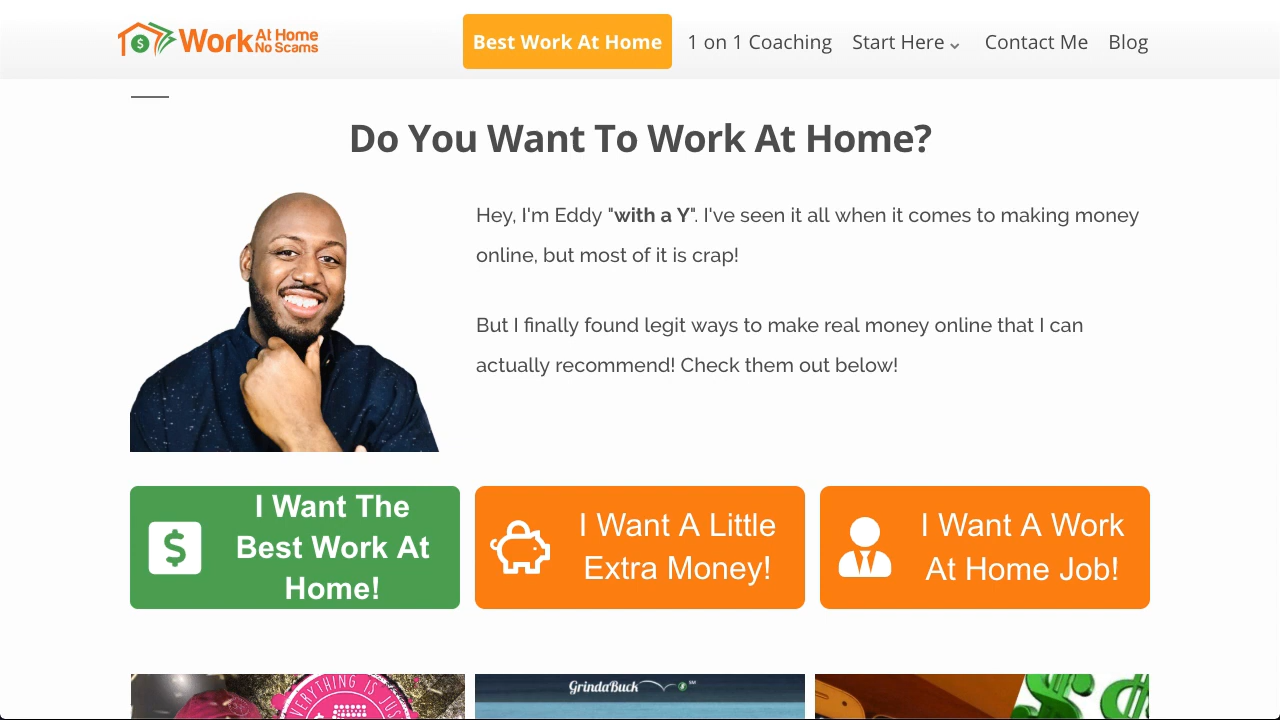 Work At Home
No Scams
Best Work At Home
1 on 1 Coaching
Start Here
Contact Me
Blog
Do You Want To Work At Home?
Hey, I'm Eddy "with a Y". I've seen it all when it comes to making money
online, but most of it is crap!
But I finally found legit ways to make real money online that I can
actually recommend! Check them out below!
I Want The
Best Work At
Home!
I Want A Little
Extra Money!
I Want A Work
At Home Job!
EVERYTHING IS JUS
GrindaBuck